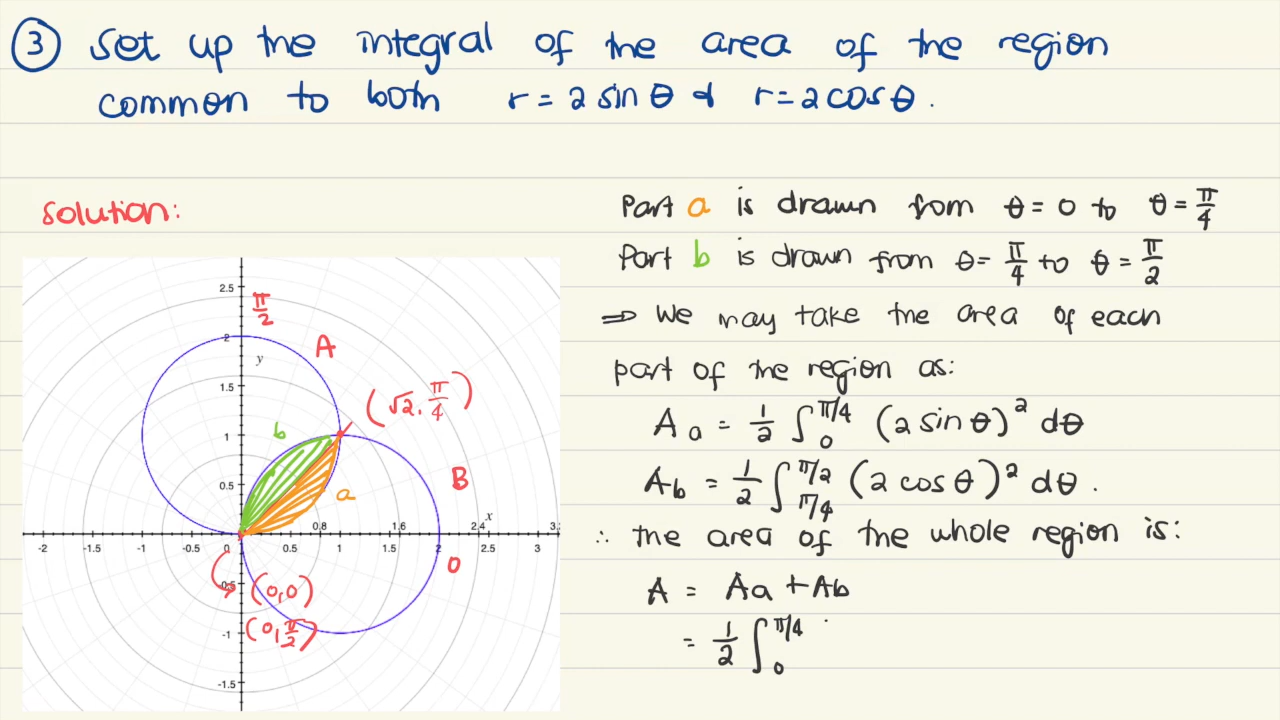 ③ Set up the integral of the area of the region
common to both r = 2 sin θ & r = 2 cos θ.
Solution:
Part a is drawn from θ = 0 to θ = π/4
Part b is drawn from θ = π/4 to θ = π/2
⇒ We may take the area of each
part of the region as:
A_a = 1/2 ∫_0^{π/4} (2 sin θ)² dθ
A_b = 1/2 ∫_{π/4}^{π/2} (2 cos θ)² dθ.
∴ the area of the whole region is:
A = Aa + Ab
= 1/2 ∫_0^{π/4}
2.5
π/2
2
A
y
1.5
(√2, π/4)
b
1
B
0.5
a
0.8 1.6 2.4 x 3.
-2 -1.5 -1 -0.5 0 0.5 1 1.5 2 2.5 3
0
-0.5
(0,0)
(0, π/2)
-1
-1.5